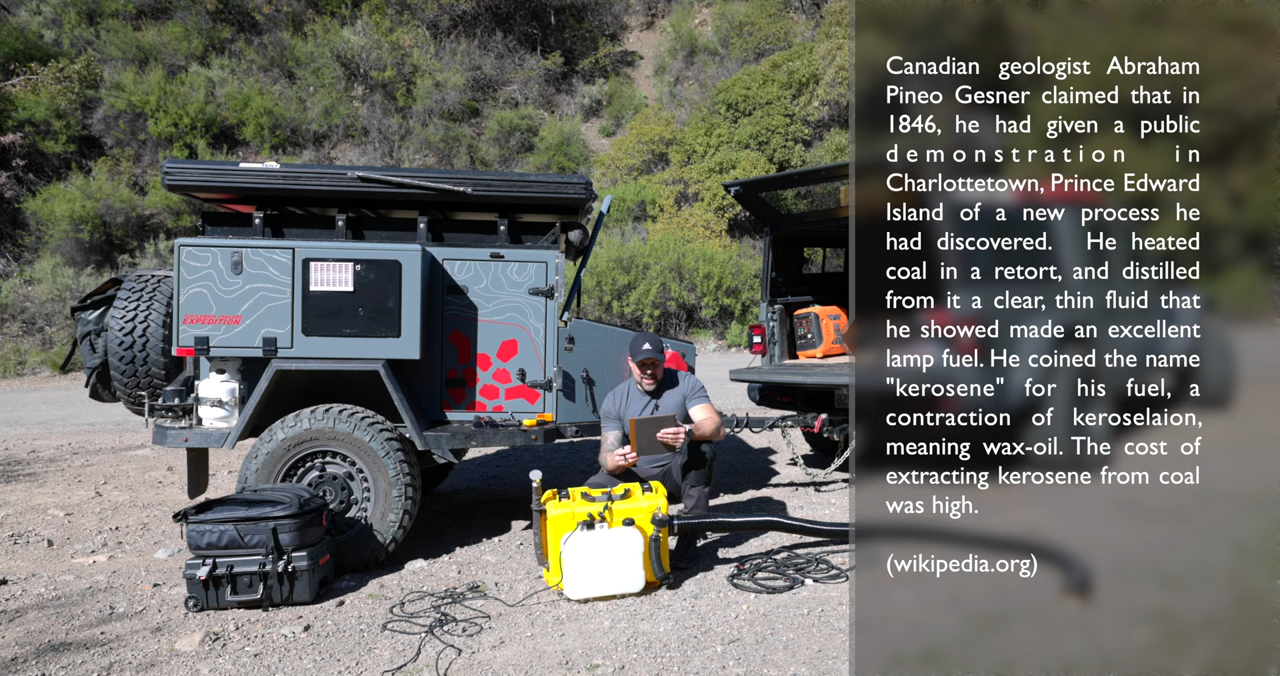 EXPEDITION
Canadian geologist Abraham
Pineo Gesner claimed that in
1846, he had given a public
demonstration in
Charlottetown, Prince Edward
Island of a new process he
had discovered. He heated
coal in a retort, and distilled
from it a clear, thin fluid that
he showed made an excellent
lamp fuel. He coined the name
"kerosene" for his fuel, a
contraction of keroselaion,
meaning wax-oil. The cost of
extracting kerosene from coal
was high.
(wikipedia.org)